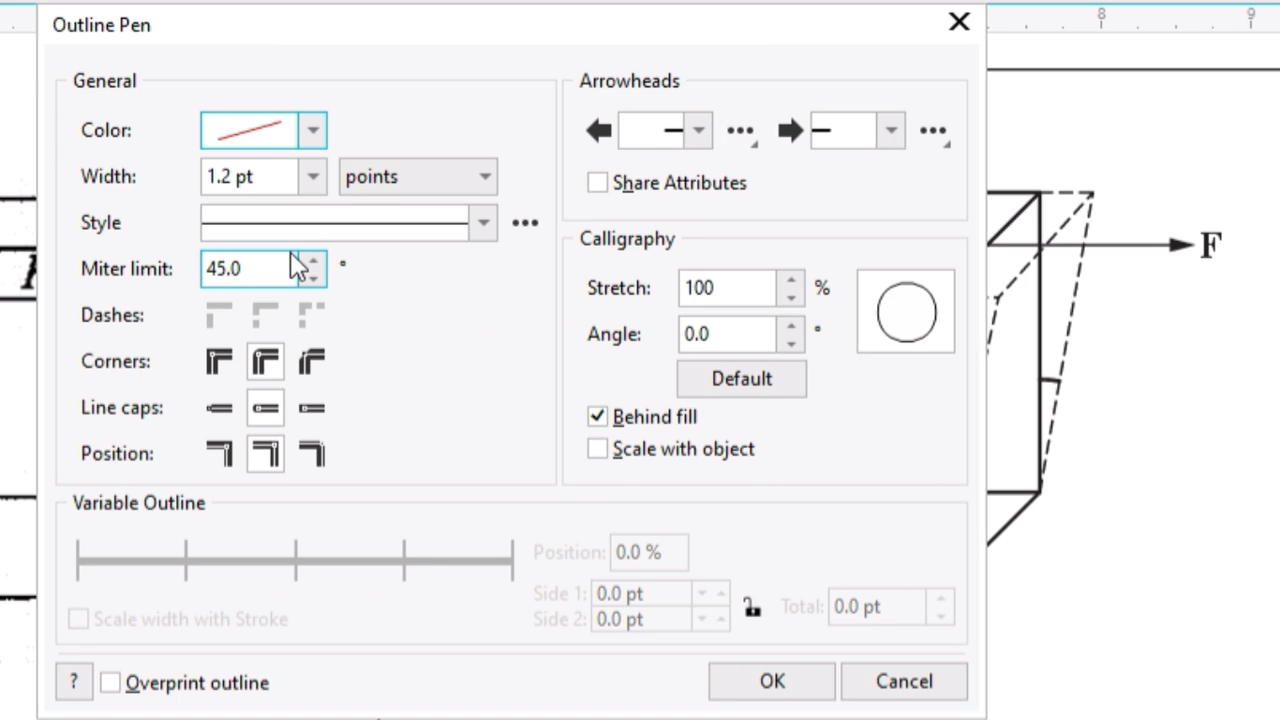 Outline Pen
8
9
General
Color:
Width:
1.2 pt
points
Style
Miter limit:
45.0
°
Dashes:
Corners:
Line caps:
Position:
Arrowheads
Share Attributes
Calligraphy
Stretch:
100
%
Angle:
0.0
°
Default
Behind fill
Scale with object
F
Variable Outline
Position:
0.0 %
Side 1:
0.0 pt
Side 2:
0.0 pt
Total:
0.0 pt
Scale width with Stroke
?
Overprint outline
OK
Cancel